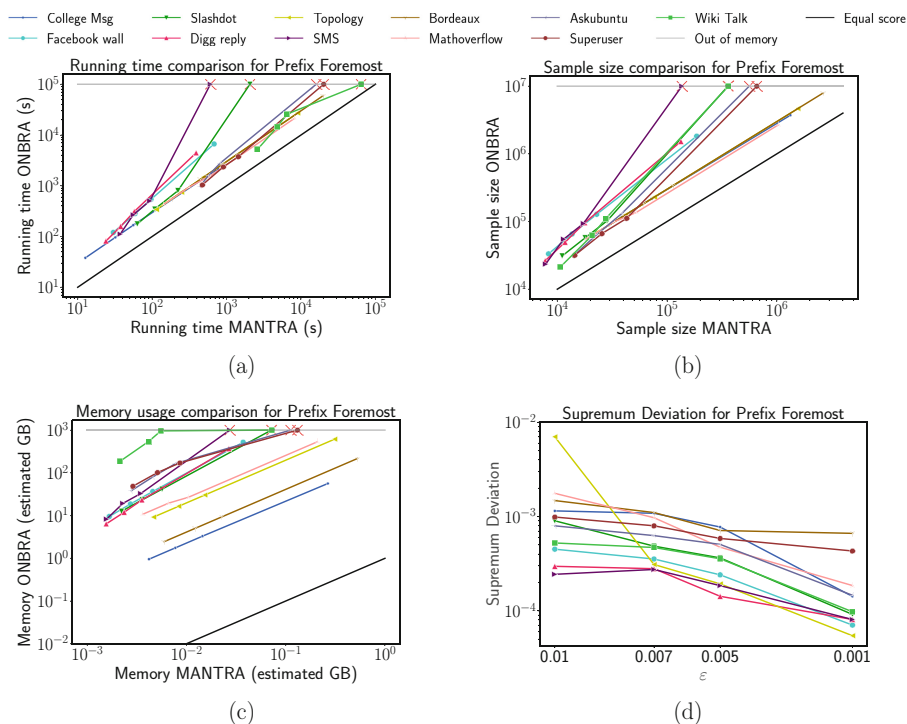 College Msg Slashdot Topology Bordeaux Askubuntu Wiki Talk Equal score
Facebook wall Digg reply SMS Mathoverflow Superuser Out of memory
Running time comparison for Prefix Foremost
Running time ONBRA (s)
10^5
10^4
10^3
10^2
10^1
10^1 10^2 10^3 10^4 10^5
Running time MANTRA (s)
(a)
Sample size comparison for Prefix Foremost
Sample size ONBRA
10^7
10^6
10^5
10^4
10^4 10^5 10^6
Sample size MANTRA
(b)
Memory usage comparison for Prefix Foremost
Memory ONBRA (estimated GB)
10^3
10^2
10^1
10^0
10^-1
10^-2
10^-3 10^-2 10^-1 10^0
Memory MANTRA (estimated GB)
(c)
Supremum Deviation for Prefix Foremost
Supremum Deviation
10^-2
10^-3
10^-4
0.01 0.007 0.005 0.001
ε
(d)